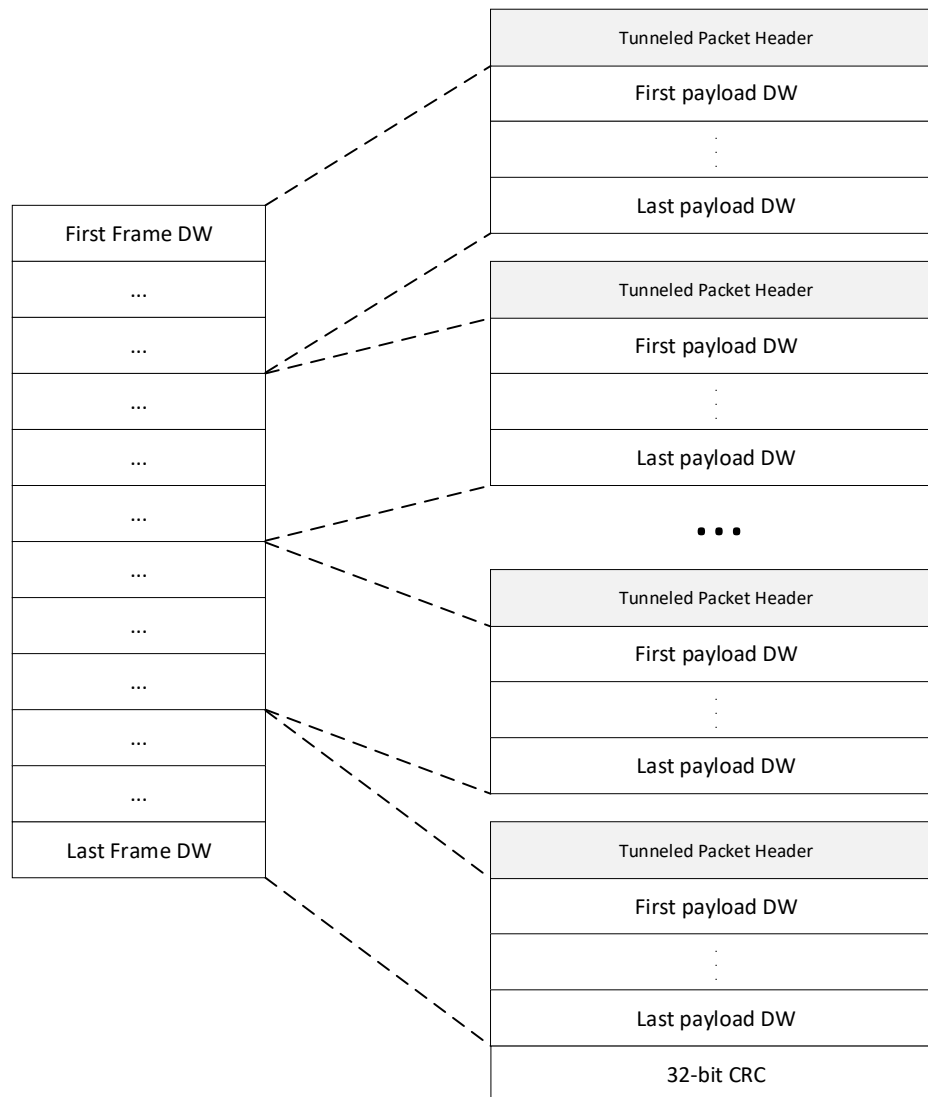 First Frame DW
...
...
...
...
...
...
...
...
...
...
Last Frame DW
Tunneled Packet Header
First payload DW
.
.
.
Last payload DW
Tunneled Packet Header
First payload DW
.
.
.
Last payload DW
...
Tunneled Packet Header
First payload DW
.
.
.
Last payload DW
Tunneled Packet Header
First payload DW
.
.
.
Last payload DW
32-bit CRC